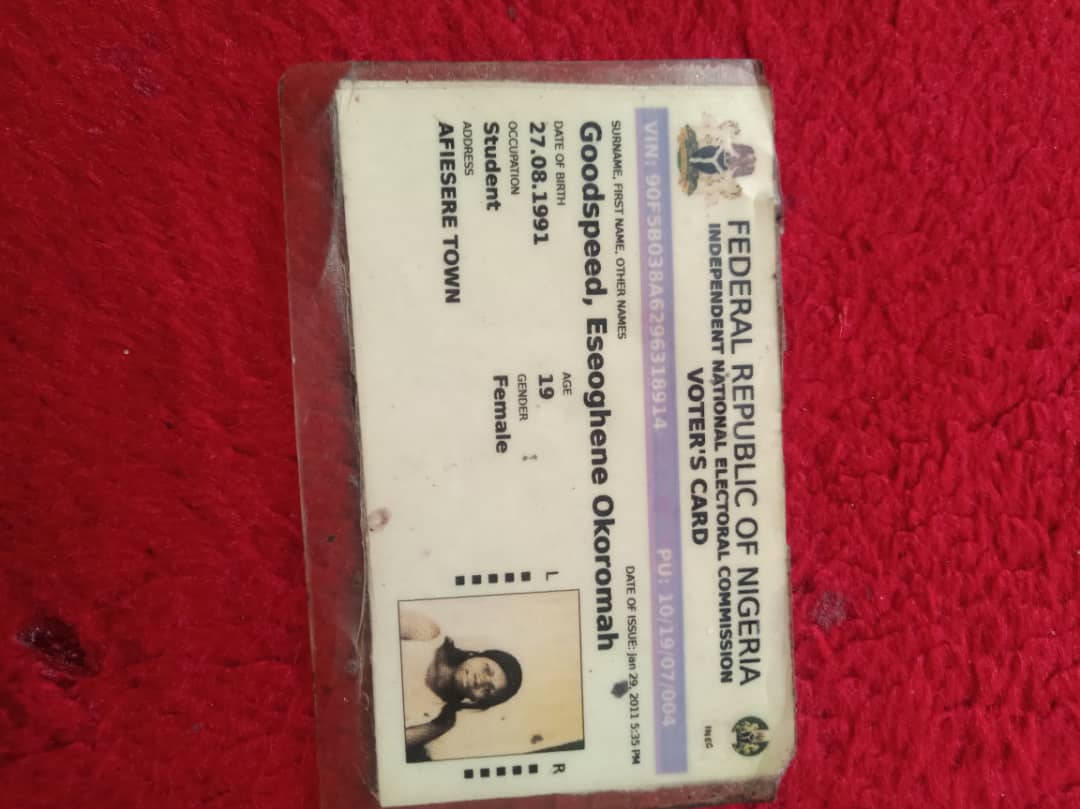 FEDERAL REPUBLIC OF NIGERIA
INDEPENDENT NATIONAL ELECTORAL COMMISSION
VOTER'S CARD
INEC
VIN: 90F5B038A6296318914 PU: 10/19/07/004
DATE OF ISSUE: Jan 29, 2011 5:35 PM
SURNAME, FIRST NAME, OTHER NAMES
Goodspeed, Eseoghene Okoromah
DATE OF BIRTH AGE
27.08.1991 19
OCCUPATION GENDER
Student Female
ADDRESS
AFIESERE TOWN
L R